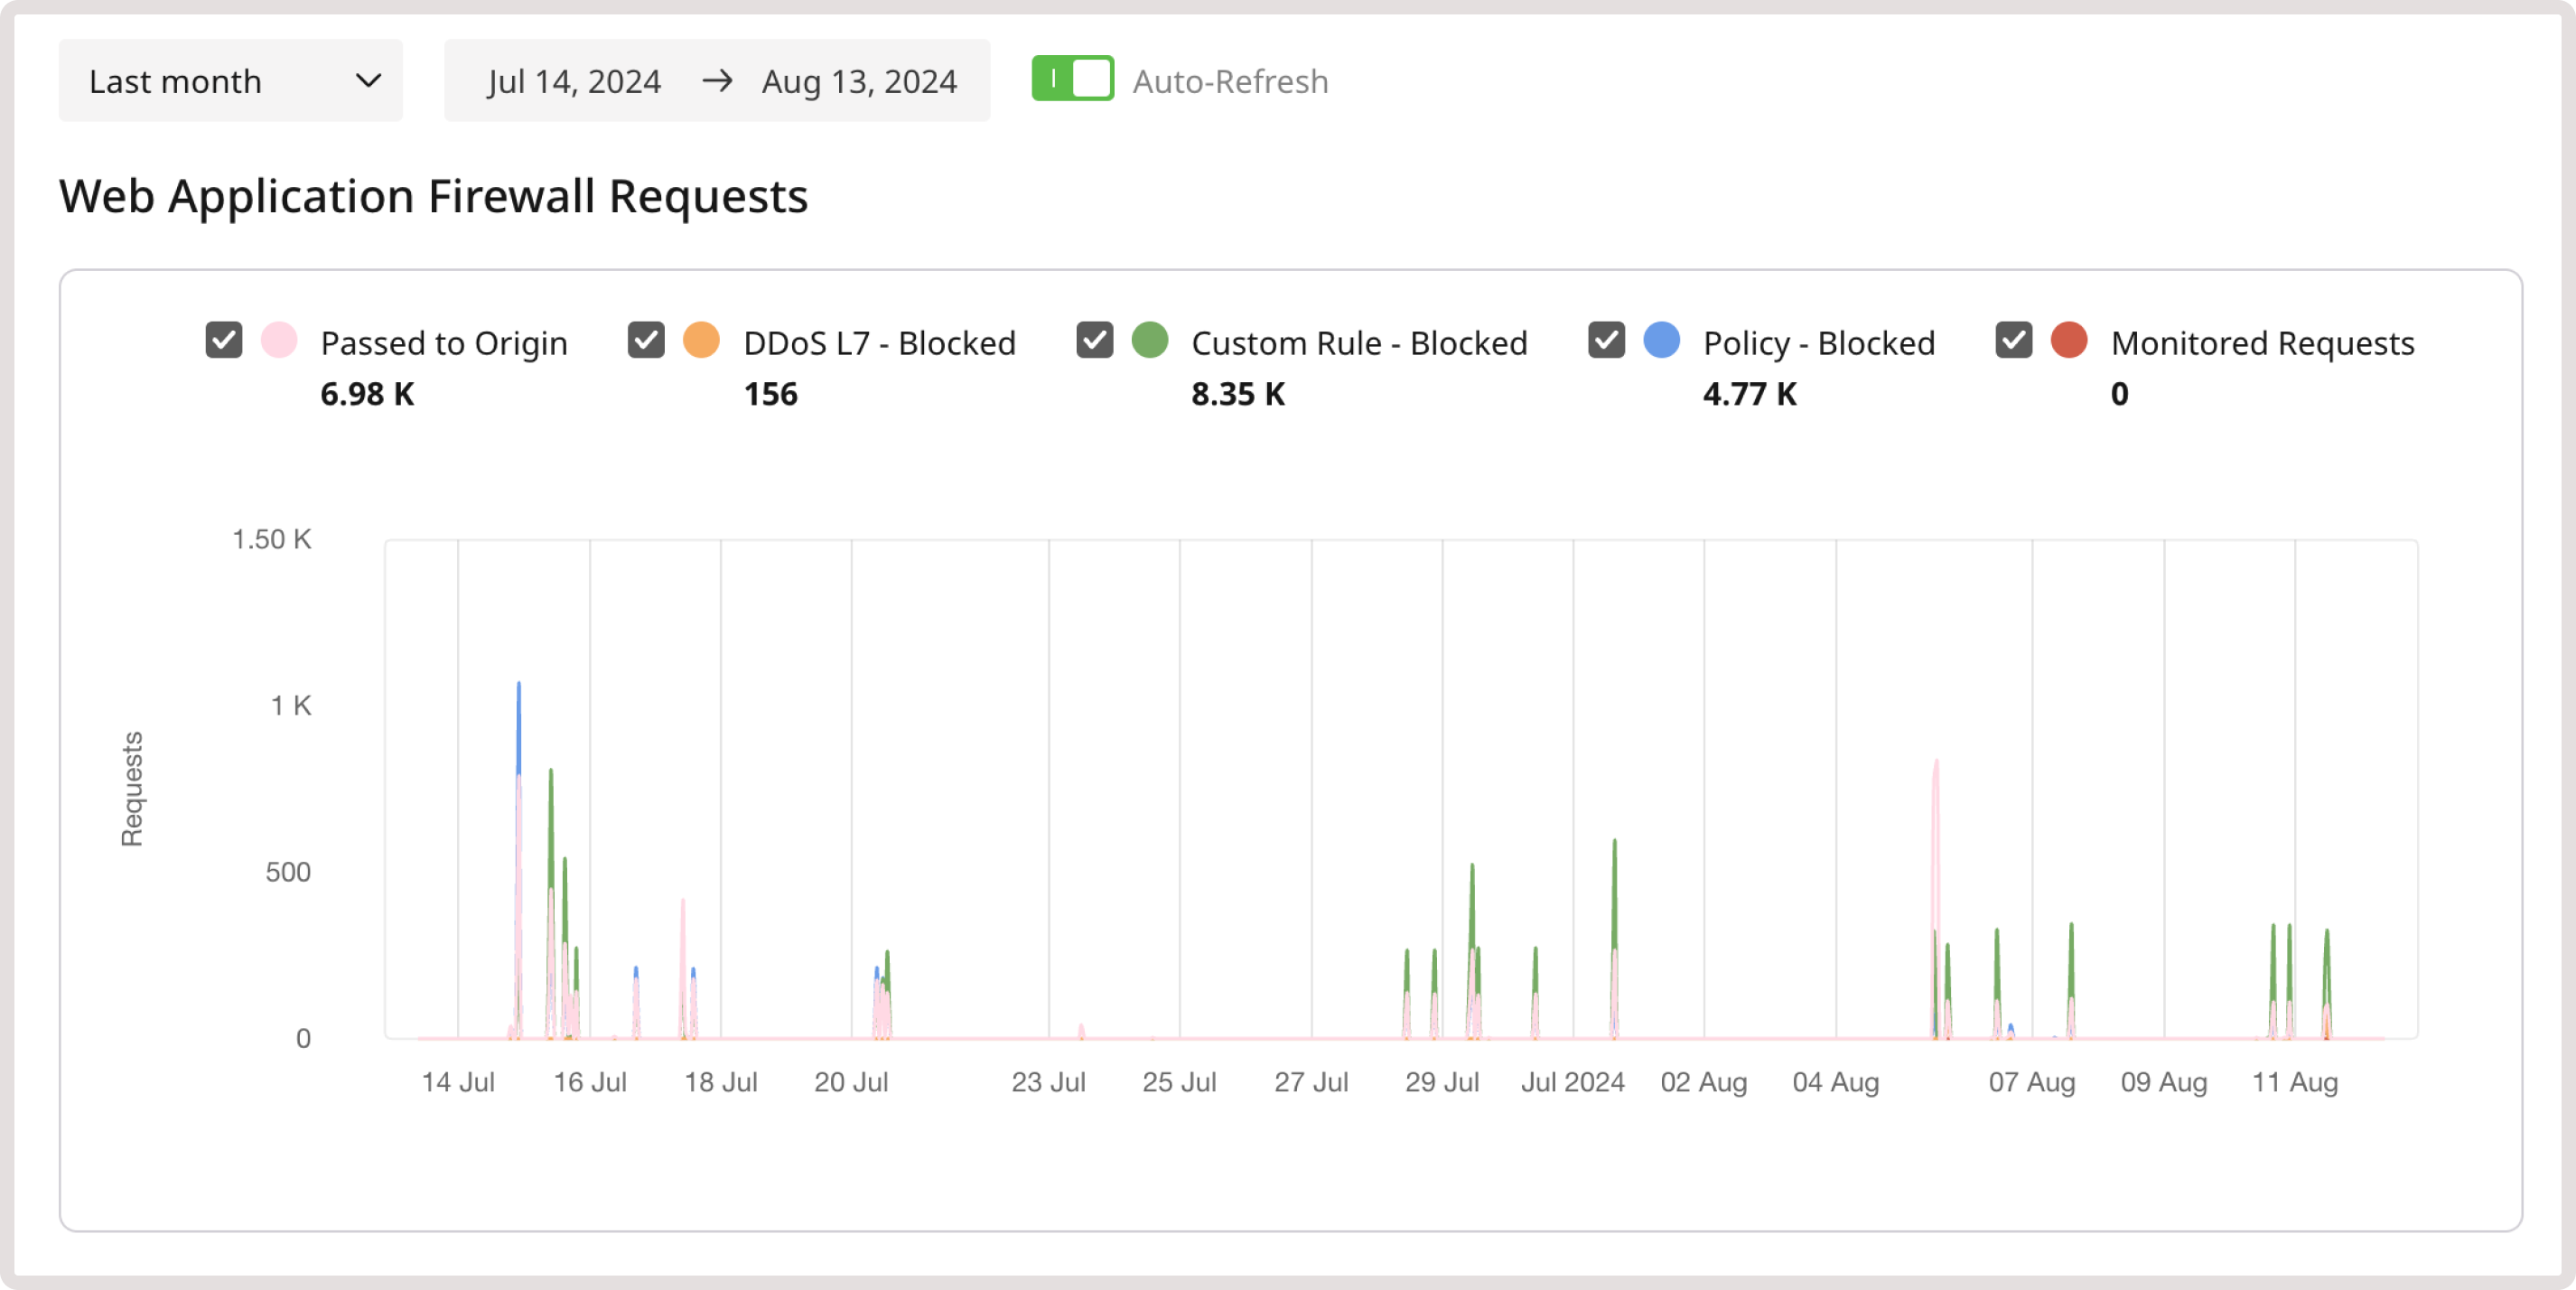 Last month
Jul 14, 2024 → Aug 13, 2024
Auto-Refresh
Web Application Firewall Requests
Passed to Origin
6.98 K
DDoS L7 - Blocked
156
Custom Rule - Blocked
8.35 K
Policy - Blocked
4.77 K
Monitored Requests
0
Requests
1.50 K
1 K
500
0
14 Jul 16 Jul 18 Jul 20 Jul 23 Jul 25 Jul 27 Jul 29 Jul Jul 2024 02 Aug 04 Aug 07 Aug 09 Aug 11 Aug